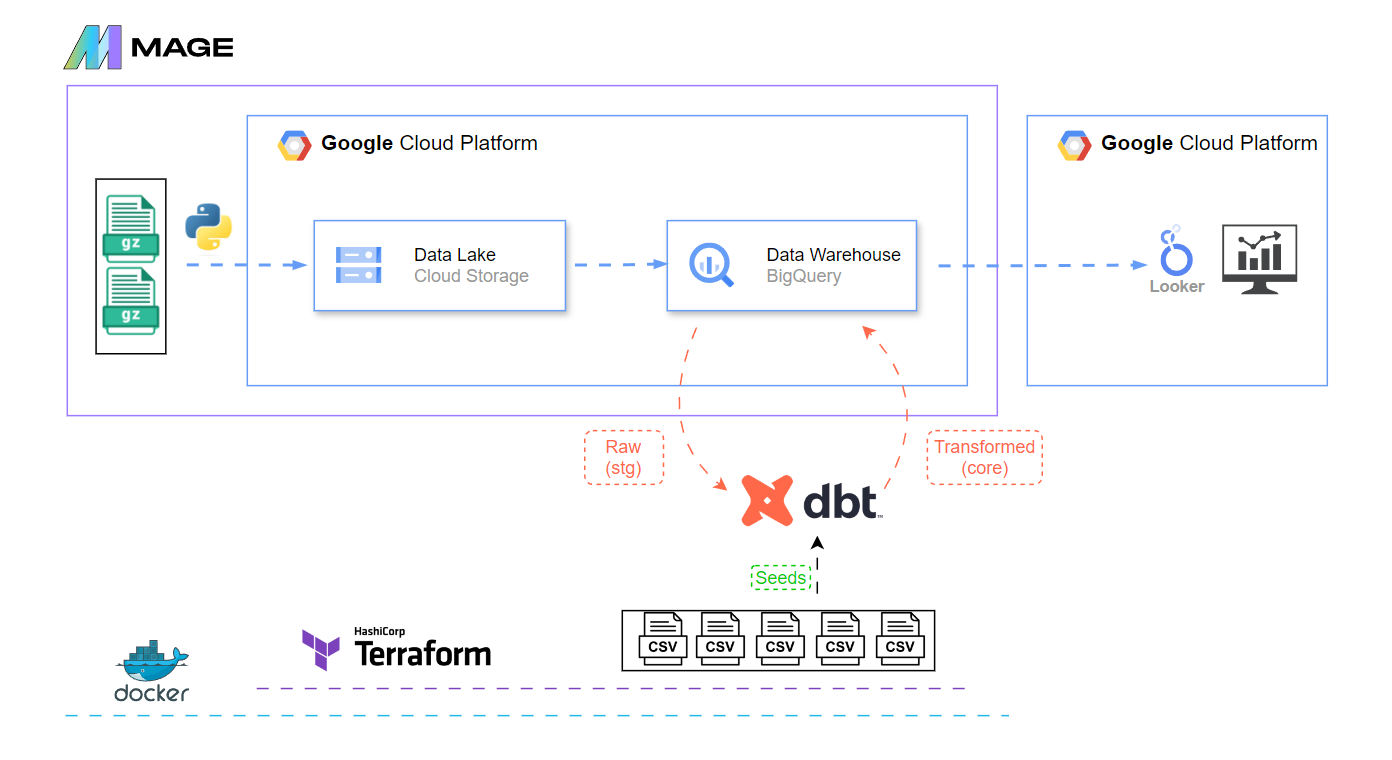 MAGE
Google Cloud Platform
Google Cloud Platform
gz
gz
Data Lake
Cloud Storage
Data Warehouse
BigQuery
Looker
Raw
(stg)
Transformed
(core)
dbt
TM
Seeds
HashiCorp
Terraform
docker
CSV
CSV
CSV
CSV
CSV